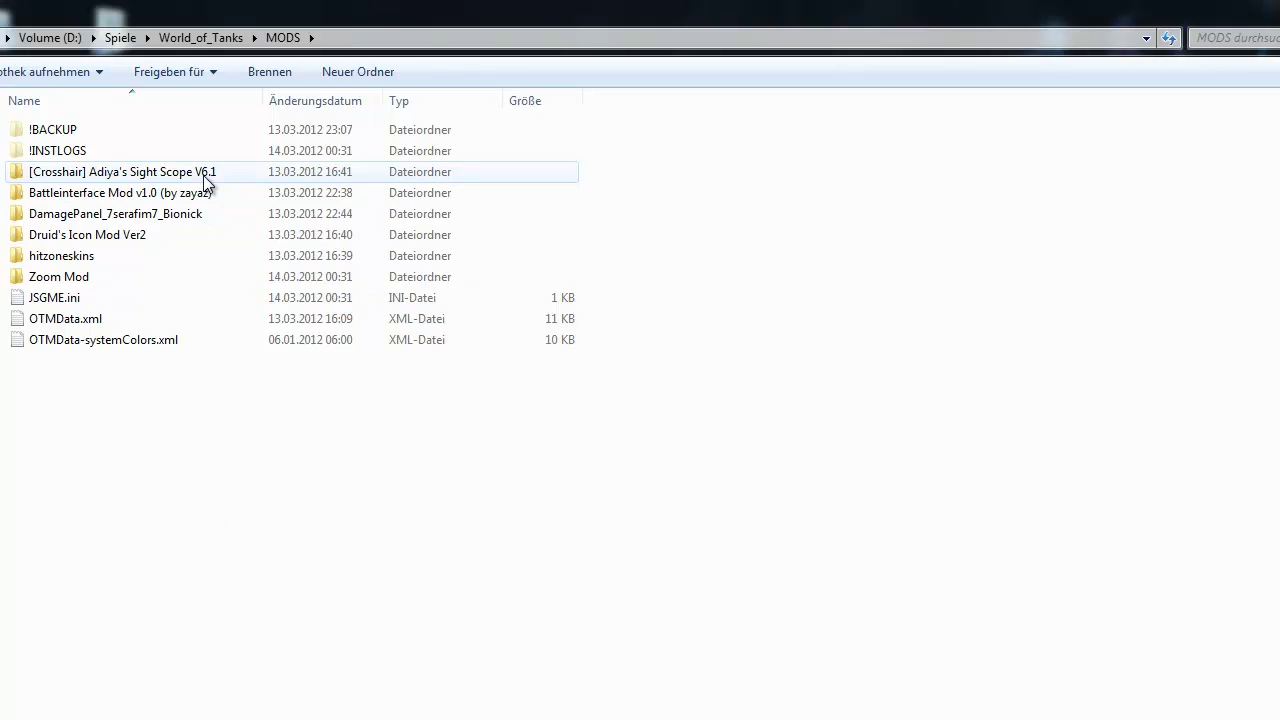 Volume (D:) Spiele World_of_Tanks MODS MODS durchsu
othek aufnehmen Freigeben für Brennen Neuer Ordner
Name Änderungsdatum Typ Größe
!BACKUP 13.03.2012 23:07 Dateiordner
!INSTLOGS 14.03.2012 00:31 Dateiordner
[Crosshair] Adiya's Sight Scope V6.1 13.03.2012 16:41 Dateiordner
Battleinterface Mod v1.0 (by zayaz) 13.03.2012 22:38 Dateiordner
DamagePanel_7serafim7_Bionick 13.03.2012 22:44 Dateiordner
Druid's Icon Mod Ver2 13.03.2012 16:40 Dateiordner
hitzoneskins 13.03.2012 16:39 Dateiordner
Zoom Mod 14.03.2012 00:31 Dateiordner
JSGME.ini 14.03.2012 00:31 INI-Datei 1 KB
OTMData.xml 13.03.2012 16:09 XML-Datei 11 KB
OTMData-systemColors.xml 06.01.2012 06:00 XML-Datei 10 KB